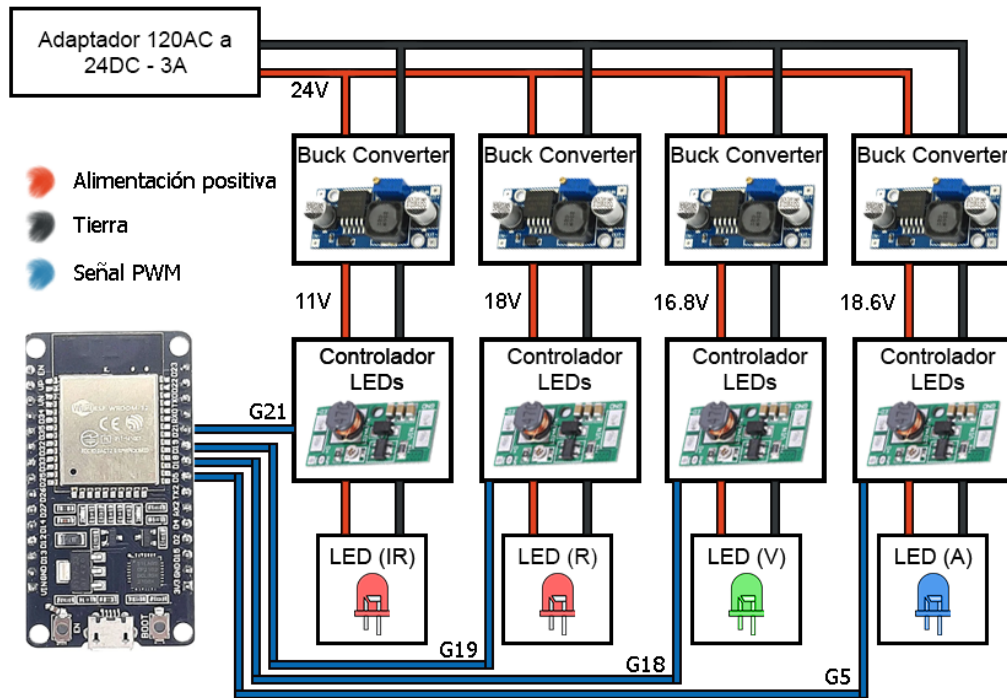 Adaptador 120AC a
24DC - 3A
24V
Buck Converter
Buck Converter
Buck Converter
Buck Converter
Alimentación positiva
Tierra
Señal PWM
11V
18V
16.8V
18.6V
Controlador
LEDs
Controlador
LEDs
Controlador
LEDs
Controlador
LEDs
G21
LED (IR)
LED (R)
LED (V)
LED (A)
EN
BOOT
G19
G18
G5